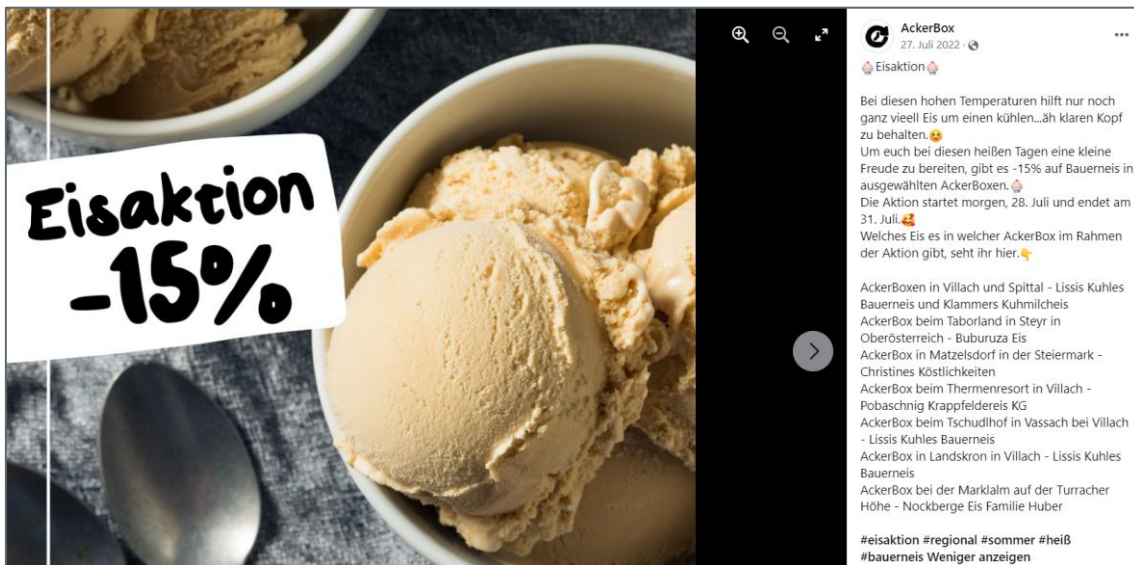 Eisaktion
-15%
AckerBox
27. Juli 2022 ·
Eisaktion
Bei diesen hohen Temperaturen hilft nur noch
ganz vieell Eis um einen kühlen...äh klaren Kopf
zu behalten.
Um euch bei diesen heißen Tagen eine kleine
Freude zu bereiten, gibt es -15% auf Bauerneis in
ausgewählten AckerBoxen.
Die Aktion startet morgen, 28. Juli und endet am
31. Juli.
Welches Eis es in welcher AckerBox im Rahmen
der Aktion gibt, seht ihr hier.
AckerBoxen in Villach und Spittal - Lissis Kuhles
Bauerneis und Klammers Kuhmilcheis
AckerBox beim Taborland in Steyr in
Oberösterreich - Buburuza Eis
AckerBox in Matzelsdorf in der Steiermark -
Christines Köstlichkeiten
AckerBox beim Thermenresort in Villach -
Pobaschnig Krappfeldereis KG
AckerBox beim Tschudlhof in Vassach bei Villach
- Lissis Kuhles Bauerneis
AckerBox in Landskron in Villach - Lissis Kuhles
Bauerneis
AckerBox bei der Marklalm auf der Turracher
Höhe - Nockberge Eis Familie Huber
#eisaktion #regional #sommer #heiß
#bauerneis Weniger anzeigen